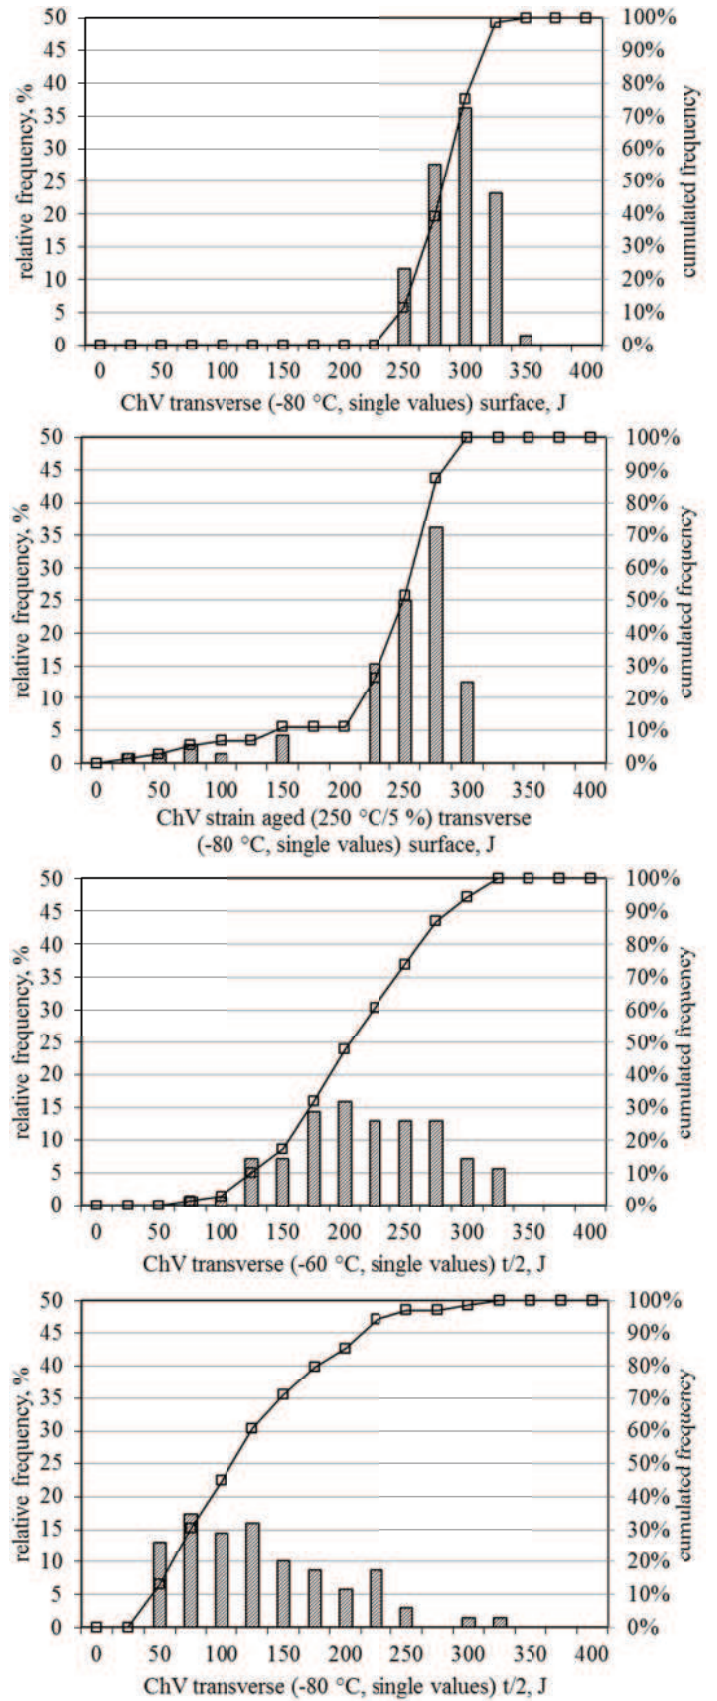 50 100%
45 90%
40 80%
35 70%
30 60%
25 50%
20 40%
15 30%
10 20%
5 10%
0 0%
relative frequency, %
cumulated frequency
0 50 100 150 200 250 300 350 400
ChV transverse (-80 °C, single values) surface, J
50 100%
45 90%
40 80%
35 70%
30 60%
25 50%
20 40%
15 30%
10 20%
5 10%
0 0%
relative frequency, %
cumulated frequency
0 50 100 150 200 250 300 350 400
ChV strain aged (250 °C/5 %) transverse
(-80 °C, single values) surface, J
50 100%
45 90%
40 80%
35 70%
30 60%
25 50%
20 40%
15 30%
10 20%
5 10%
0 0%
relative frequency, %
cumulated frequency
0 50 100 150 200 250 300 350 400
ChV transverse (-60 °C, single values) t/2, J
50 100%
45 90%
40 80%
35 70%
30 60%
25 50%
20 40%
15 30%
10 20%
5 10%
0 0%
relative frequency, %
cumulated frequency
0 50 100 150 200 250 300 350 400
ChV transverse (-80 °C, single values) t/2, J